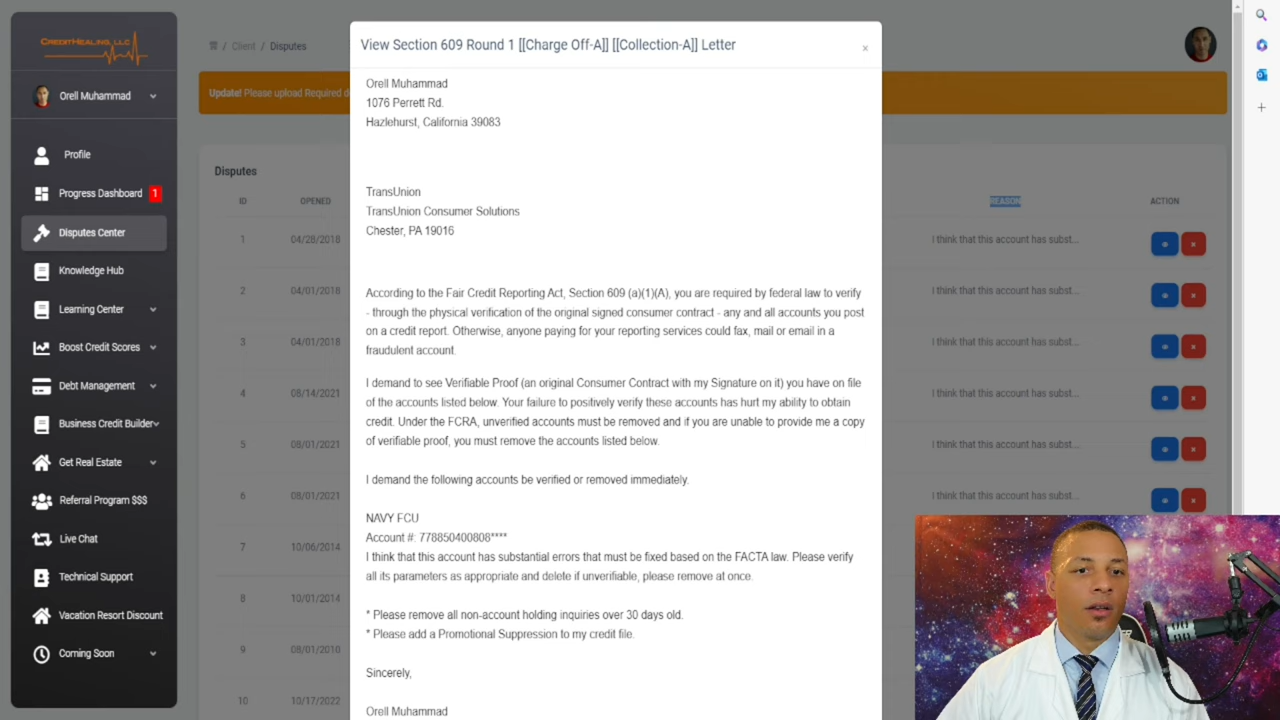 CREDITHEALING, LLC
Orell Muhammad
Profile
Progress Dashboard 1
Disputes Center
Knowledge Hub
Learning Center
Boost Credit Scores
Debt Management
Business Credit Builder
Get Real Estate
Referral Program $$$
Live Chat
Technical Support
Vacation Resort Discount
Coming Soon
/ Client / Disputes
Update! Please upload Required d
Disputes
ID OPENED REASON ACTION
1 04/28/2018 I think that this account has subst...
2 04/01/2018 I think that this account has subst...
3 04/01/2018 I think that this account has subst...
4 08/14/2021 I think that this account has subst...
5 08/01/2021 I think that this account has subst...
6 08/01/2021 I think that this account has subst...
7 10/06/2014
8 10/01/2014
9 08/01/2010
10 10/17/2022
View Section 609 Round 1 [[Charge Off-A]] [[Collection-A]] Letter
×
Orell Muhammad
1076 Perrett Rd.
Hazlehurst, California 39083
TransUnion
TransUnion Consumer Solutions
Chester, PA 19016
According to the Fair Credit Reporting Act, Section 609 (a)(1)(A), you are required by federal law to verify
- through the physical verification of the original signed consumer contract - any and all accounts you post
on a credit report. Otherwise, anyone paying for your reporting services could fax, mail or email in a
fraudulent account.
I demand to see Verifiable Proof (an original Consumer Contract with my Signature on it) you have on file
of the accounts listed below. Your failure to positively verify these accounts has hurt my ability to obtain
credit. Under the FCRA, unverified accounts must be removed and if you are unable to provide me a copy
of verifiable proof, you must remove the accounts listed below.
I demand the following accounts be verified or removed immediately.
NAVY FCU
Account #: 778850400808****
I think that this account has substantial errors that must be fixed based on the FACTA law. Please verify
all its parameters as appropriate and delete if unverifiable, please remove at once.
* Please remove all non-account holding inquiries over 30 days old.
* Please add a Promotional Suppression to my credit file.
Sincerely,
Orell Muhammad